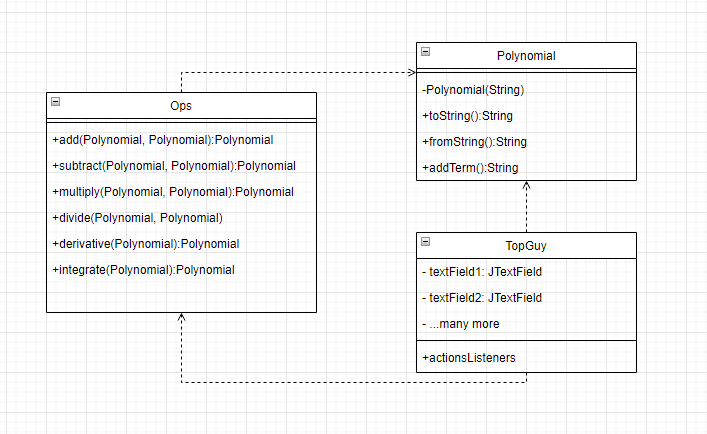 Ops
+add(Polynomial, Polynomial):Polynomial
+subtract(Polynomial, Polynomial):Polynomial
+multiply(Polynomial, Polynomial):Polynomial
+divide(Polynomial, Polynomial)
+derivative(Polynomial):Polynomial
+integrate(Polynomial):Polynomial
Polynomial
-Polynomial(String)
+toString():String
+fromString():String
+addTerm():String
TopGuy
- textField1: JTextField
- textField2: JTextField
- ...many more
+actionsListeners